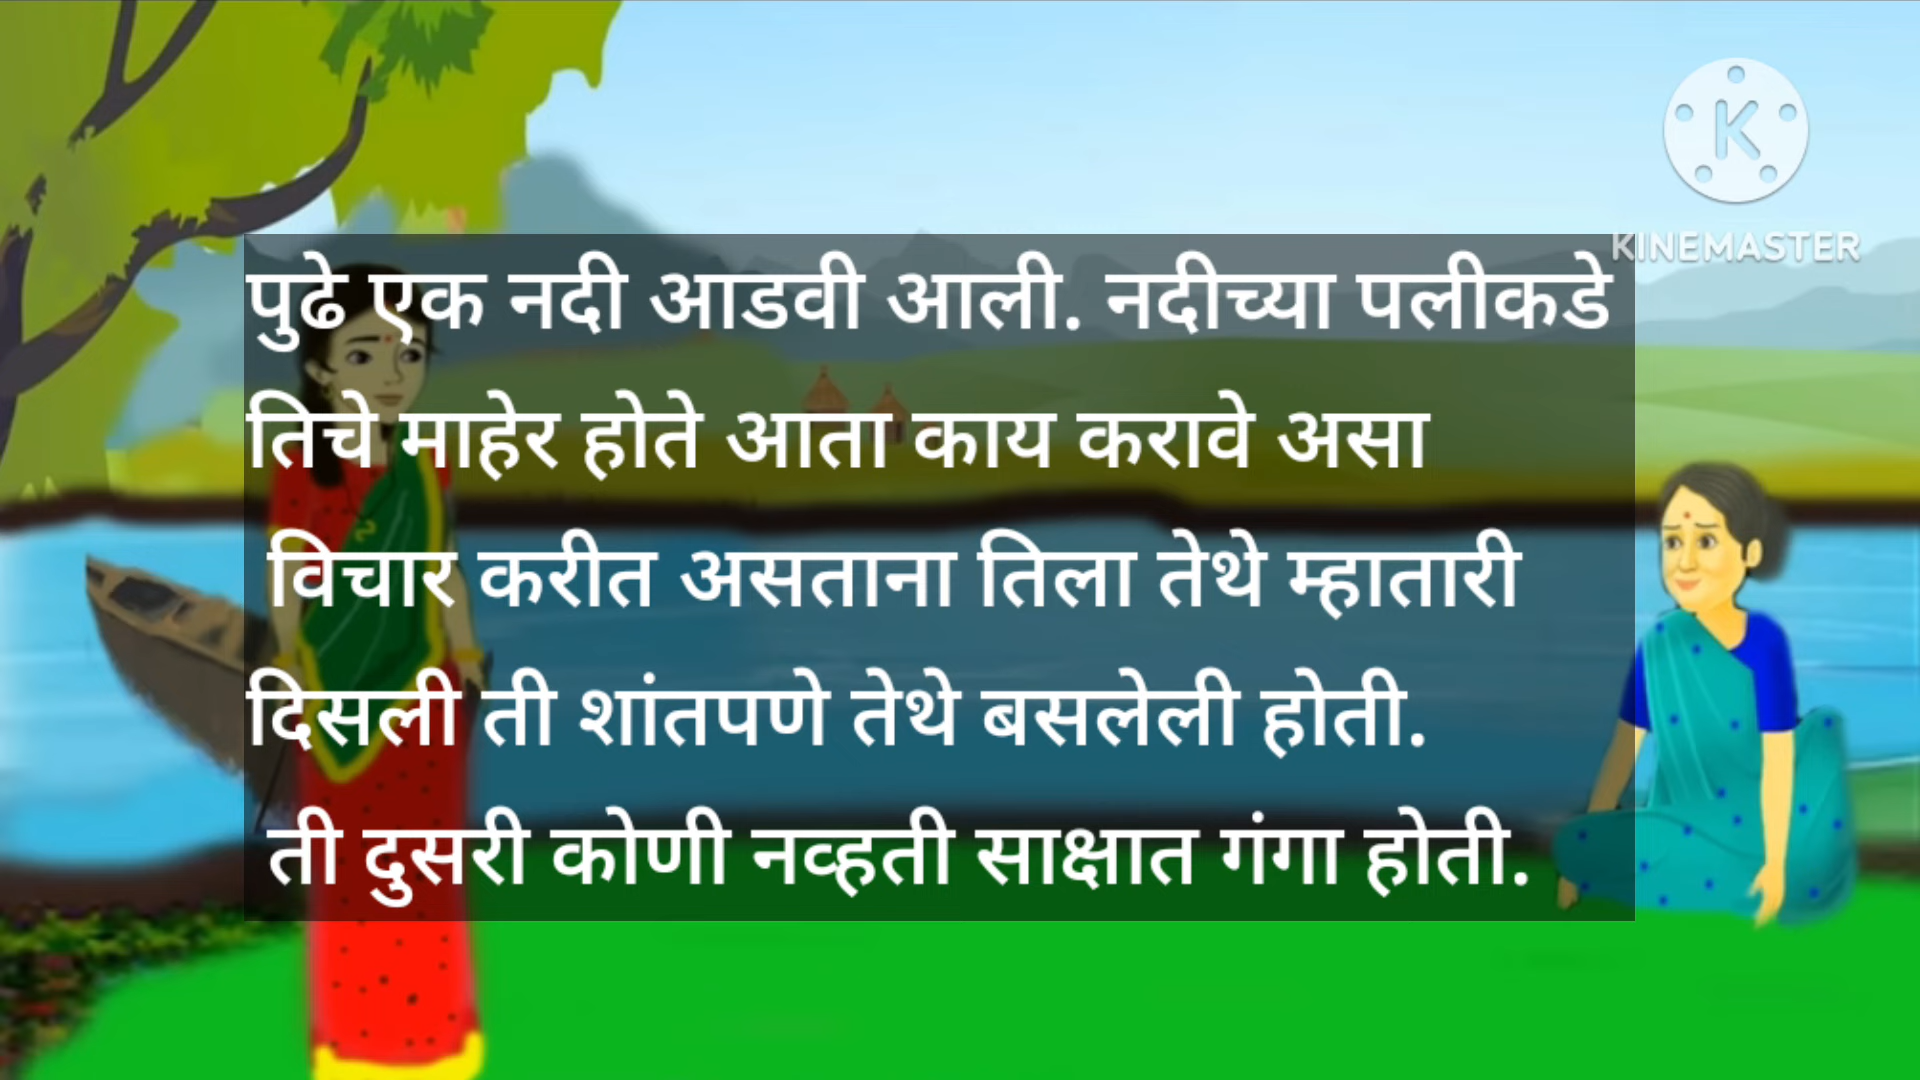 K
KINEMASTER
पुढे एक नदी आडवी आली. नदीच्या पलीकडे
तिचे माहेर होते आता काय करावे असा
विचार करीत असताना तिला तेथे म्हातारी
दिसली ती शांतपणे तेथे बसलेली होती.
ती दुसरी कोणी नव्हती साक्षात गंगा होती.